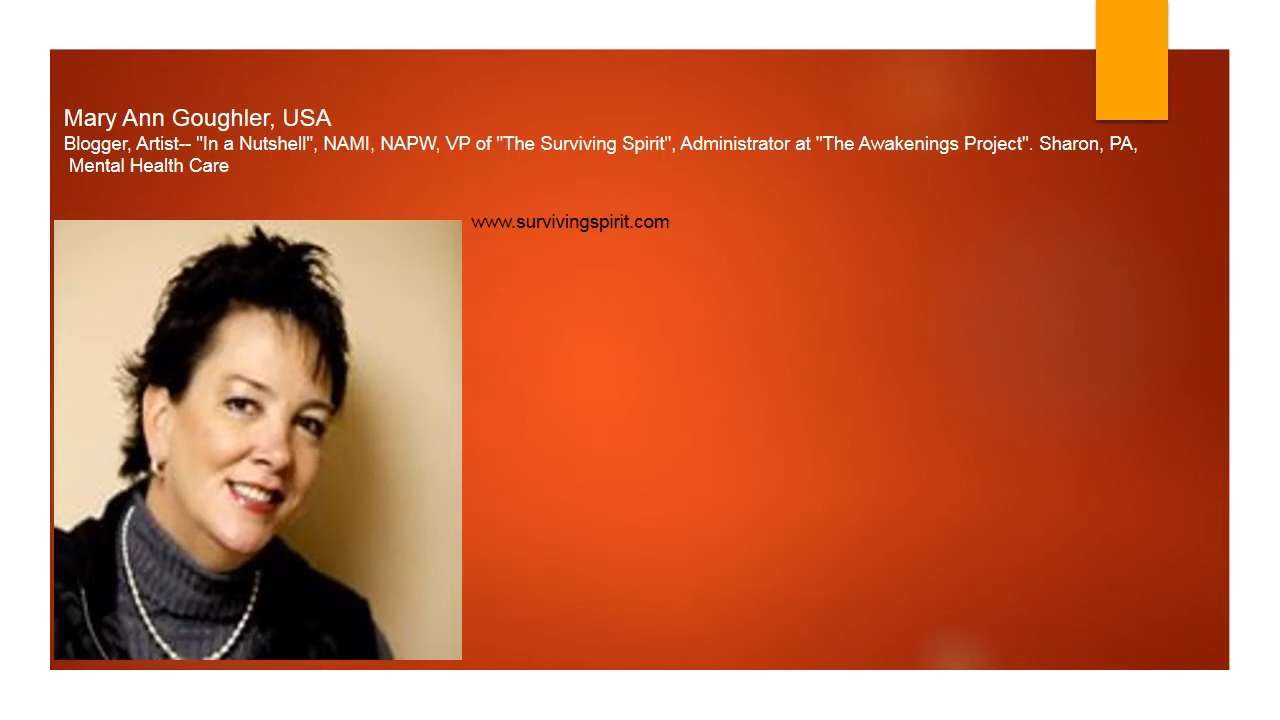 Mary Ann Goughler, USA
Blogger, Artist-- "In a Nutshell", NAMI, NAPW, VP of "The Surviving Spirit", Administrator at "The Awakenings Project". Sharon, PA,
Mental Health Care
www.survivingspirit.com